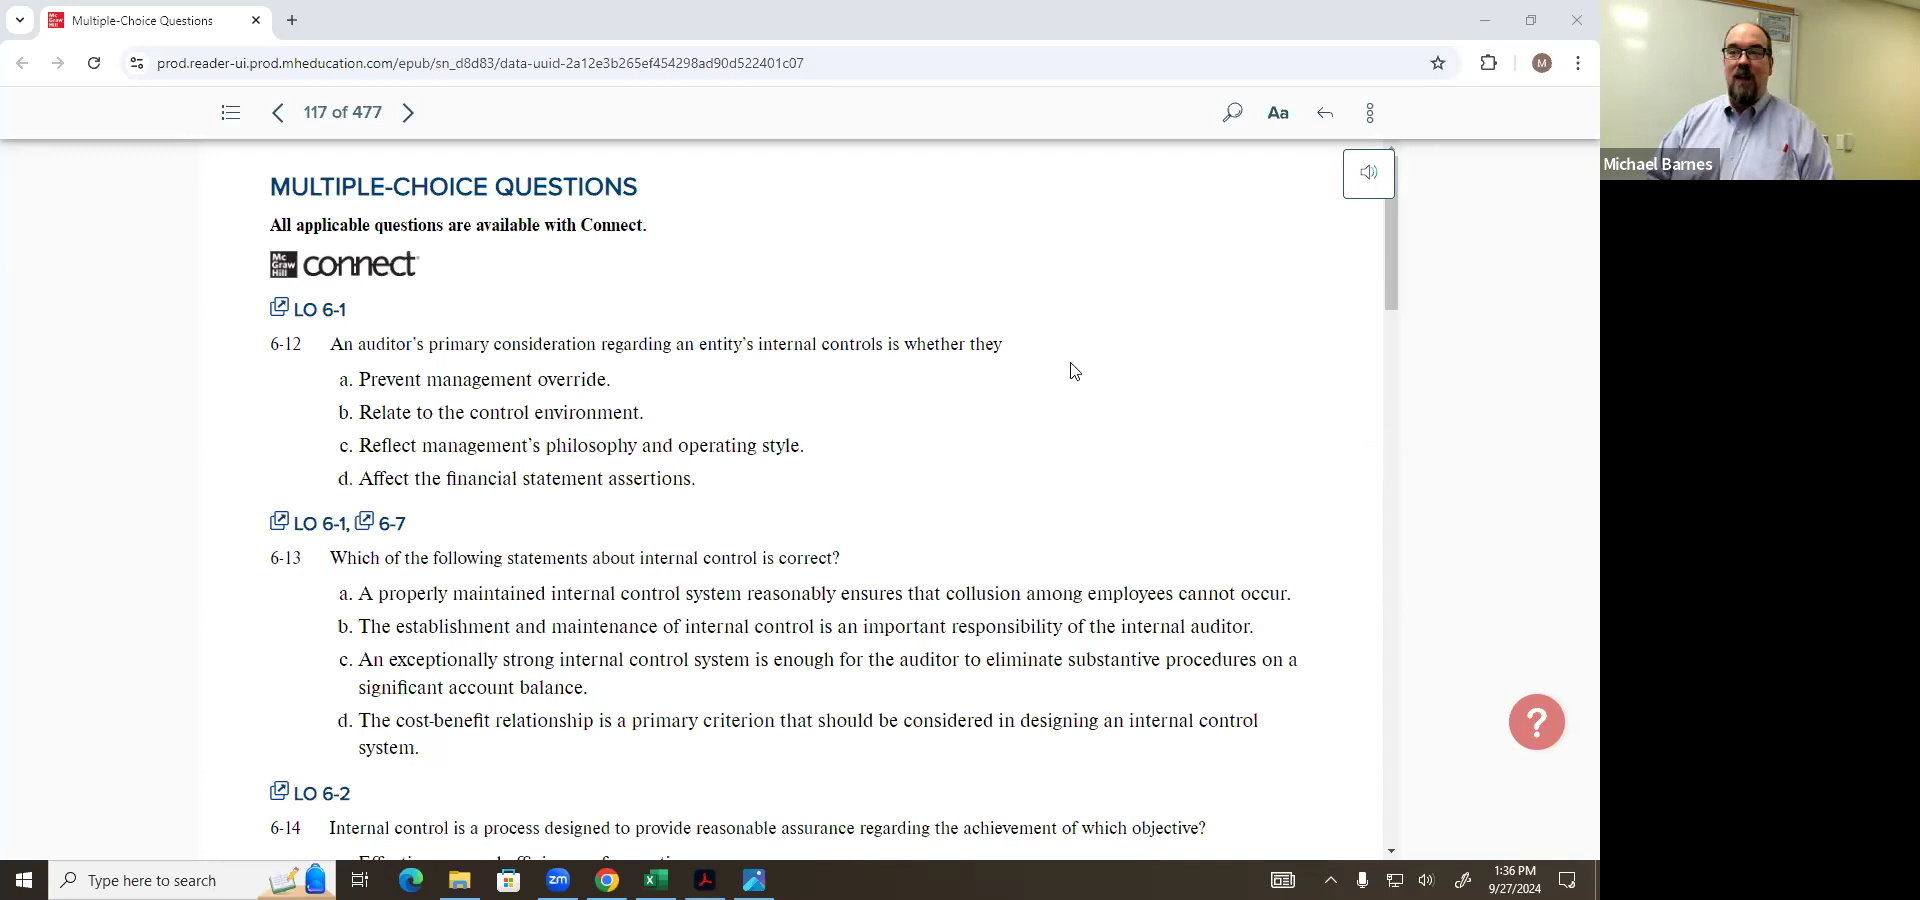 Multiple-Choice Questions
prod.reader-ui.prod.mheducation.com/epub/sn_d8d83/data-uuid-2a12e3b265ef454298ad90d522401c07
M
117 of 477
Aa
Michael Barnes
MULTIPLE-CHOICE QUESTIONS
All applicable questions are available with Connect.
Mc Graw Hill connect
LO 6-1
6-12 An auditor’s primary consideration regarding an entity’s internal controls is whether they
a. Prevent management override.
b. Relate to the control environment.
c. Reflect management’s philosophy and operating style.
d. Affect the financial statement assertions.
LO 6-1, 6-7
6-13 Which of the following statements about internal control is correct?
a. A properly maintained internal control system reasonably ensures that collusion among employees cannot occur.
b. The establishment and maintenance of internal control is an important responsibility of the internal auditor.
c. An exceptionally strong internal control system is enough for the auditor to eliminate substantive procedures on a
significant account balance.
d. The cost-benefit relationship is a primary criterion that should be considered in designing an internal control
system.
?
LO 6-2
6-14 Internal control is a process designed to provide reasonable assurance regarding the achievement of which objective?
Type here to search
zm
1:36 PM
9/27/2024